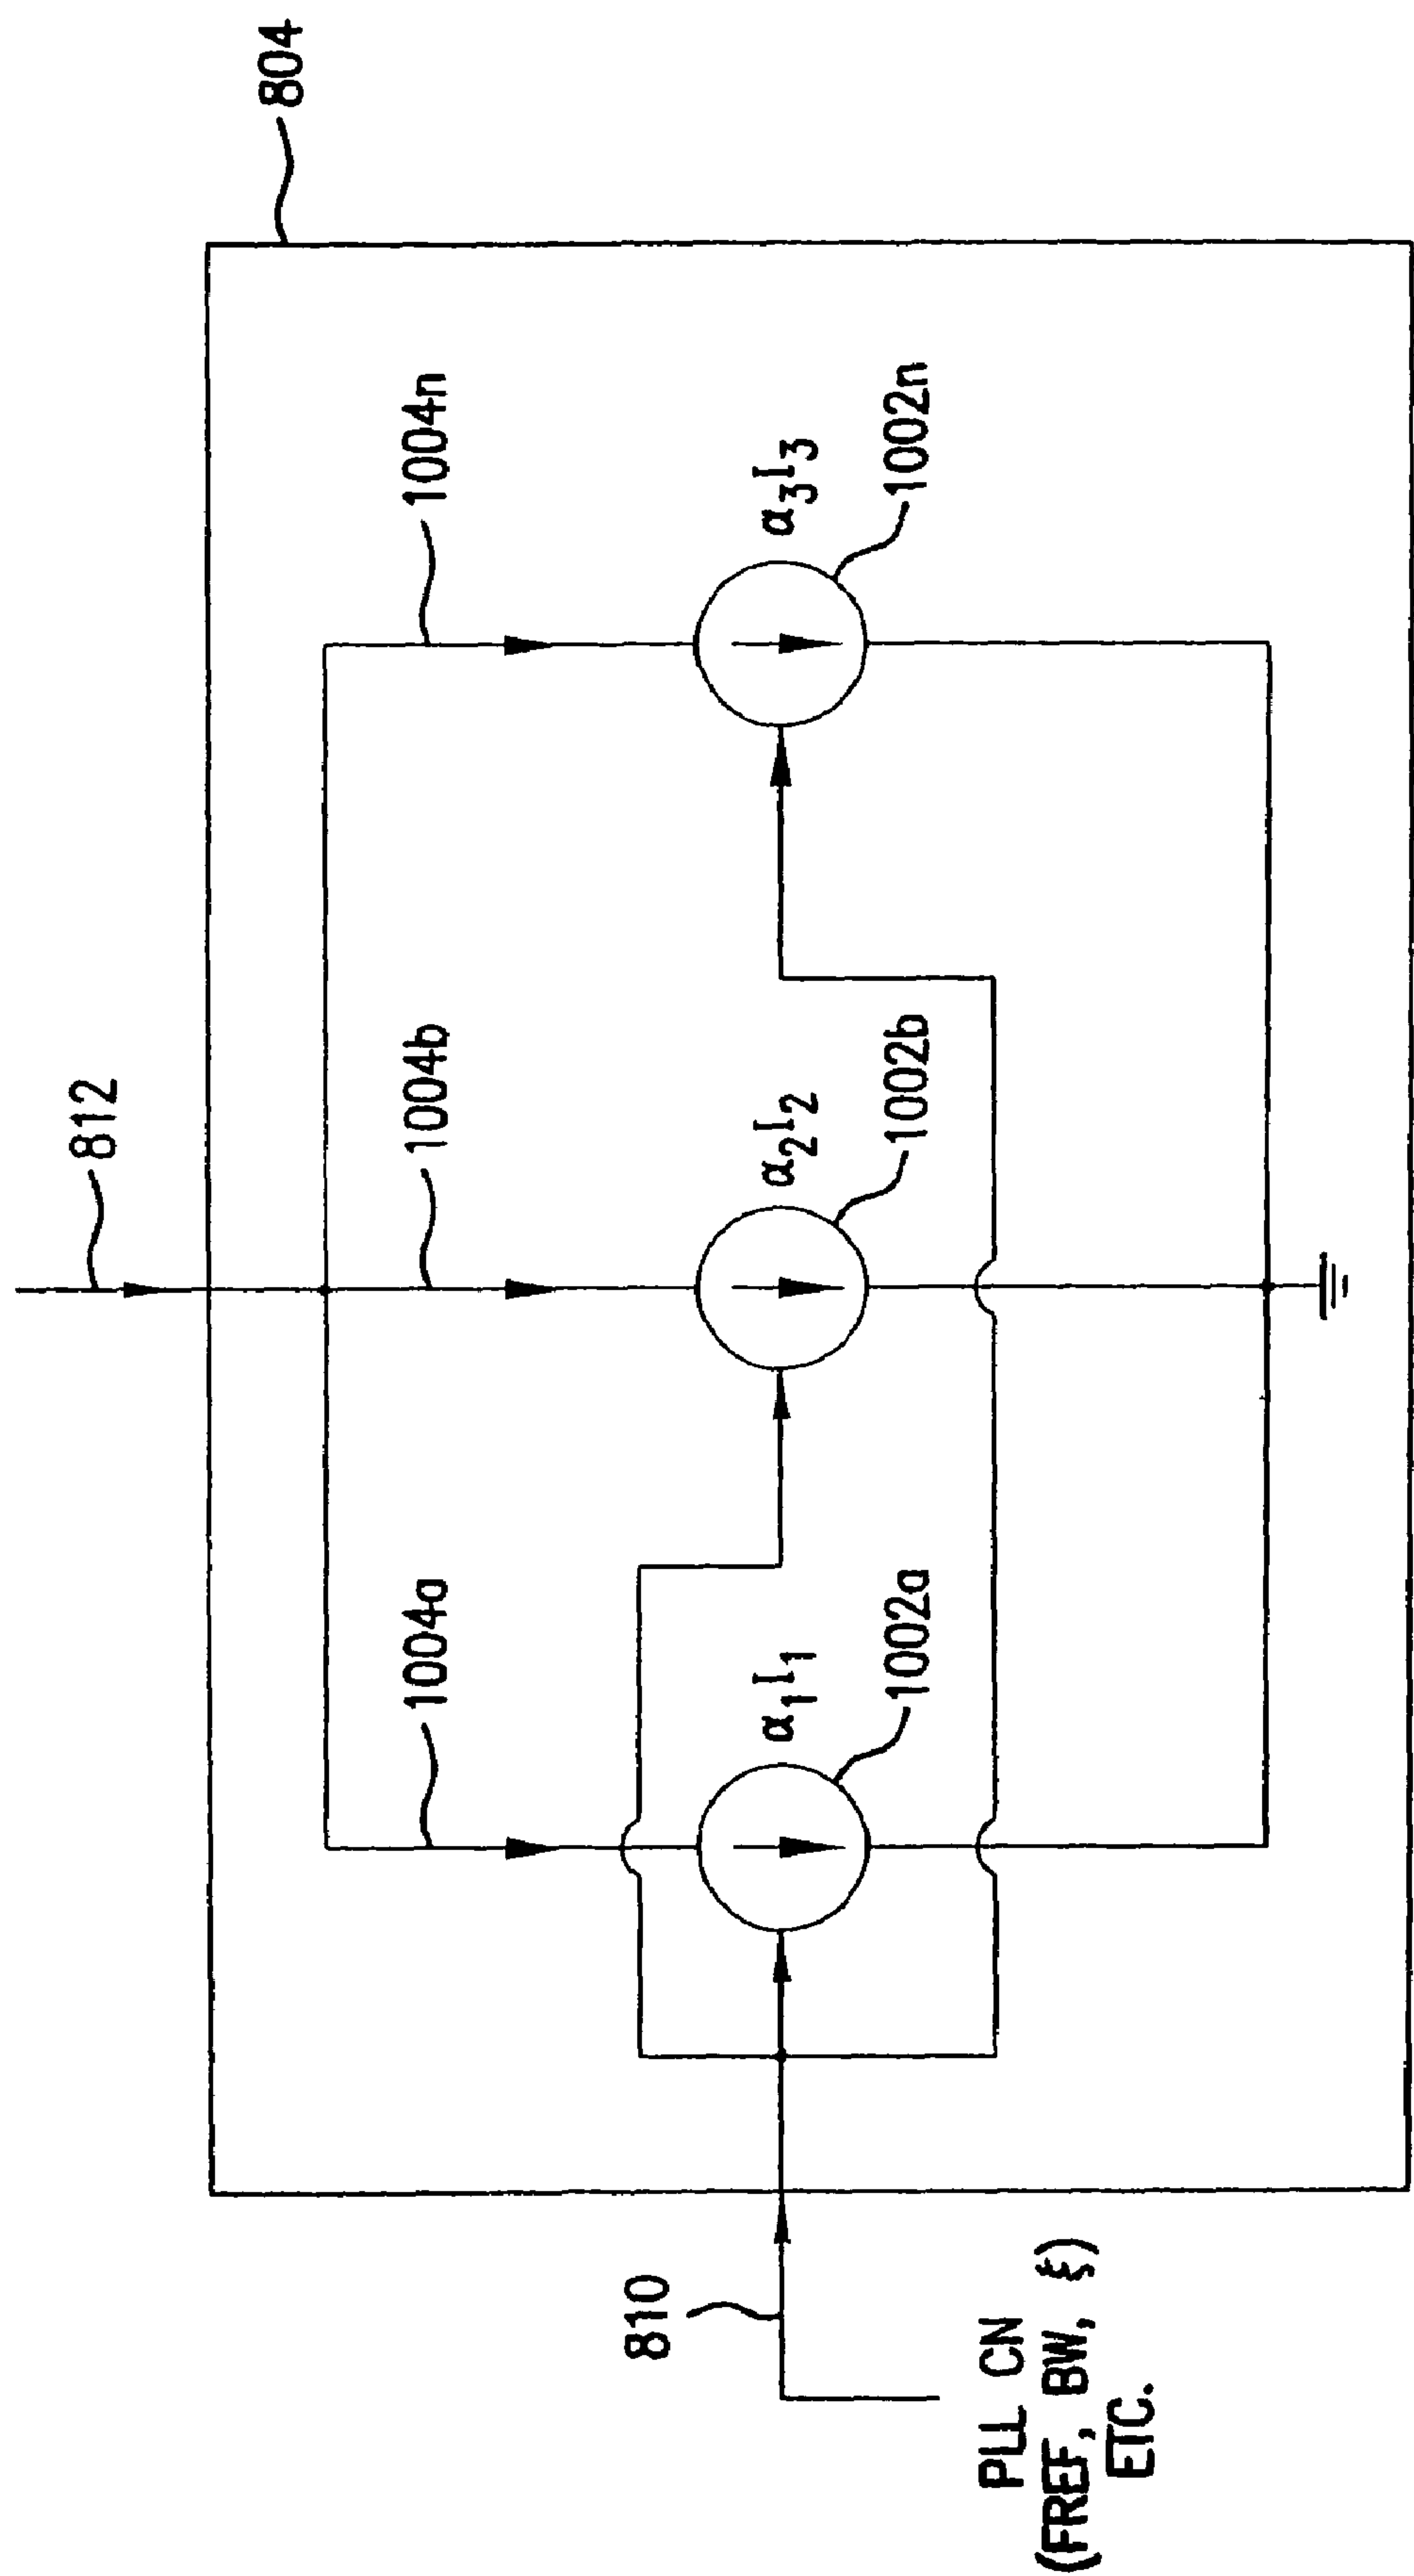 804
812
1004a
1004b
1004n
α1I1
α2I2
α3I3
1002a
1002b
1002n
810
PLL CN
(FREF, BW, ξ)
ETC.